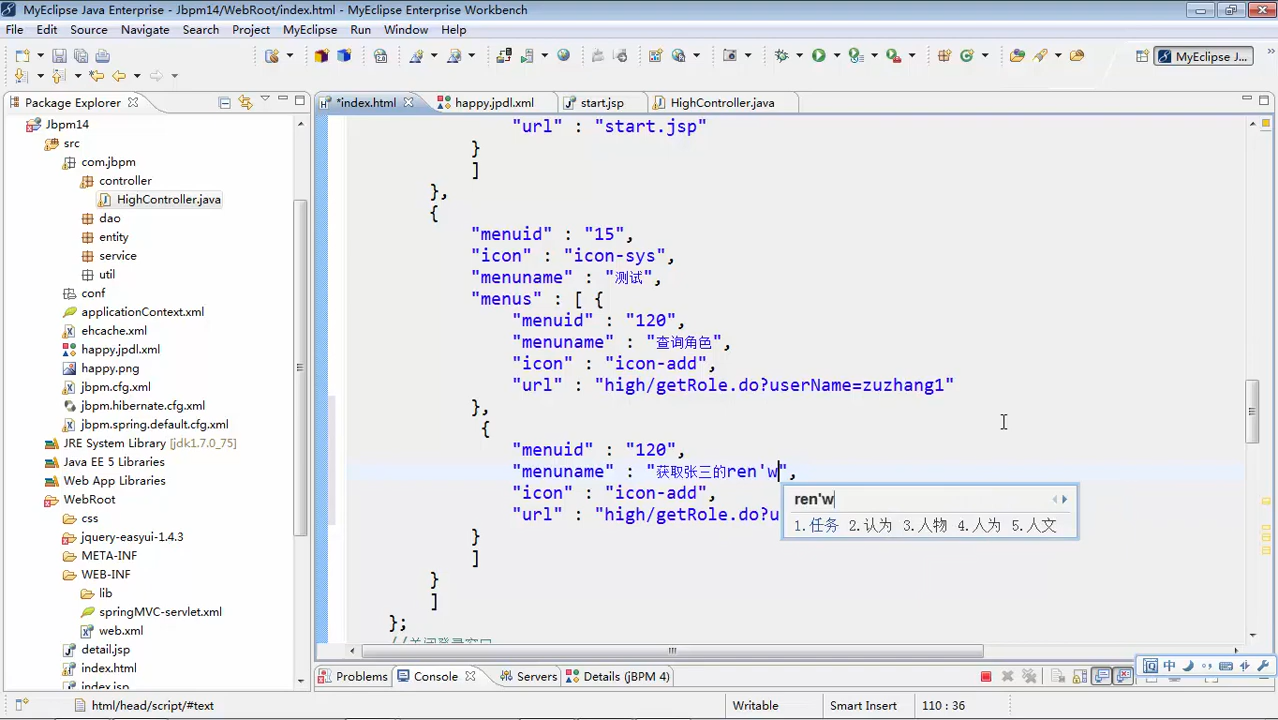 MyEclipse Java Enterprise - Jbpm14/WebRoot/index.html - MyEclipse Enterprise Workbench
File Edit Source Navigate Search Project MyEclipse Run Window Help
MyEclipse J...
Package Explorer
*index.html happy.jpdl.xml start.jsp HighController.java
Jbpm14
src
com.jbpm
controller
HighController.java
dao
entity
service
util
conf
applicationContext.xml
ehcache.xml
happy.jpdl.xml
happy.png
jbpm.cfg.xml
jbpm.hibernate.cfg.xml
jbpm.spring.default.cfg.xml
JRE System Library [jdk1.7.0_75]
Java EE 5 Libraries
Web App Libraries
WebRoot
css
jquery-easyui-1.4.3
META-INF
WEB-INF
lib
springMVC-servlet.xml
web.xml
detail.jsp
index.html
index.jsp
"url" : "start.jsp"
}
]
},
{
"menuid" : "15",
"icon" : "icon-sys",
"menuname" : "测试",
"menus" : [ {
"menuid" : "120",
"menuname" : "查询角色",
"icon" : "icon-add",
"url" : "high/getRole.do?userName=zuzhang1"
},
{
"menuid" : "120",
"menuname" : "获取张三的ren'w",
"icon" : "icon-add",
"url" : "high/getRole.do?u
}
]
}
]
};
//关闭登录窗口
ren'w
1.任务 2.认为 3.人物 4.人为 5.人文
中
Problems Console Servers Details (jBPM 4)
html/head/script/#text Writable Smart Insert 110 : 36